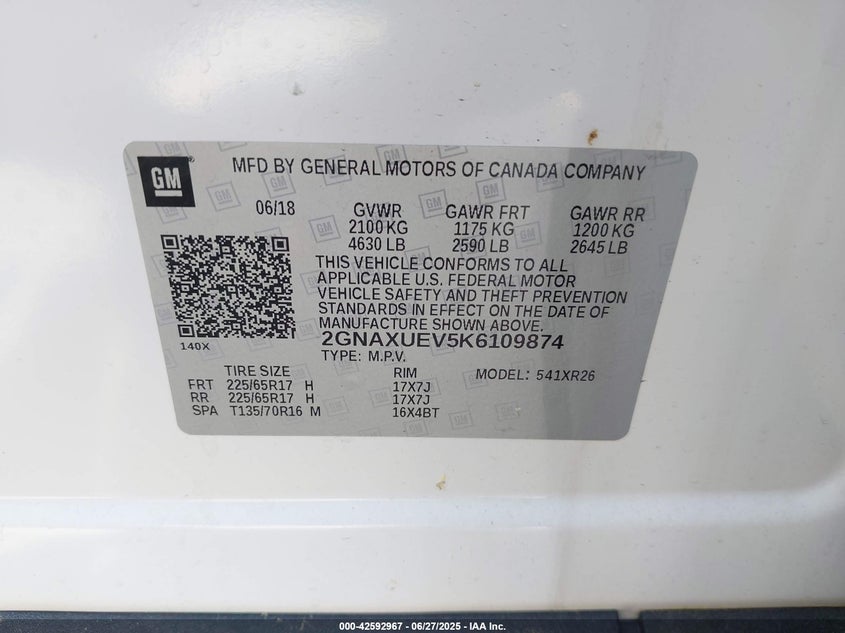 GM
MFD BY GENERAL MOTORS OF CANADA COMPANY
06/18 GVWR GAWR FRT GAWR RR
2100 KG 1175 KG 1200 KG
4630 LB 2590 LB 2645 LB
THIS VEHICLE CONFORMS TO ALL
APPLICABLE U.S. FEDERAL MOTOR
VEHICLE SAFETY AND THEFT PREVENTION
STANDARDS IN EFFECT ON THE DATE OF
MANUFACTURE SHOWN ABOVE.
140X
2GNAXUEV5K6109874
TYPE: M.P.V.
TIRE SIZE RIM MODEL: 541XR26
FRT 225/65R17 H 17X7J
RR 225/65R17 H 17X7J
SPA T135/70R16 M 16X4BT
000-42592967 - 06/27/2025 - IAA Inc.